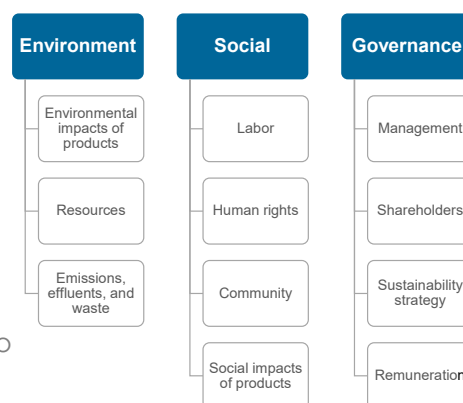 Environment
Environmental
impacts of
products
Resources
Emissions,
effluents, and
waste
Social
Labor
Human rights
Community
Social impacts
of products
Governance
Management
Shareholders
Sustainability
strategy
Remuneration